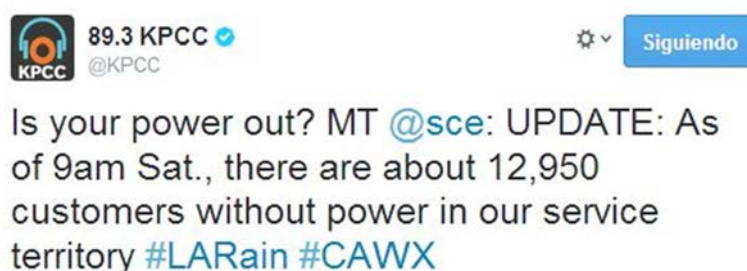 89.3 KPCC
@KPCC
Siguiendo
KPCC
Is your power out? MT @sce: UPDATE: As
of 9am Sat., there are about 12,950
customers without power in our service
territory #LARain #CAWX